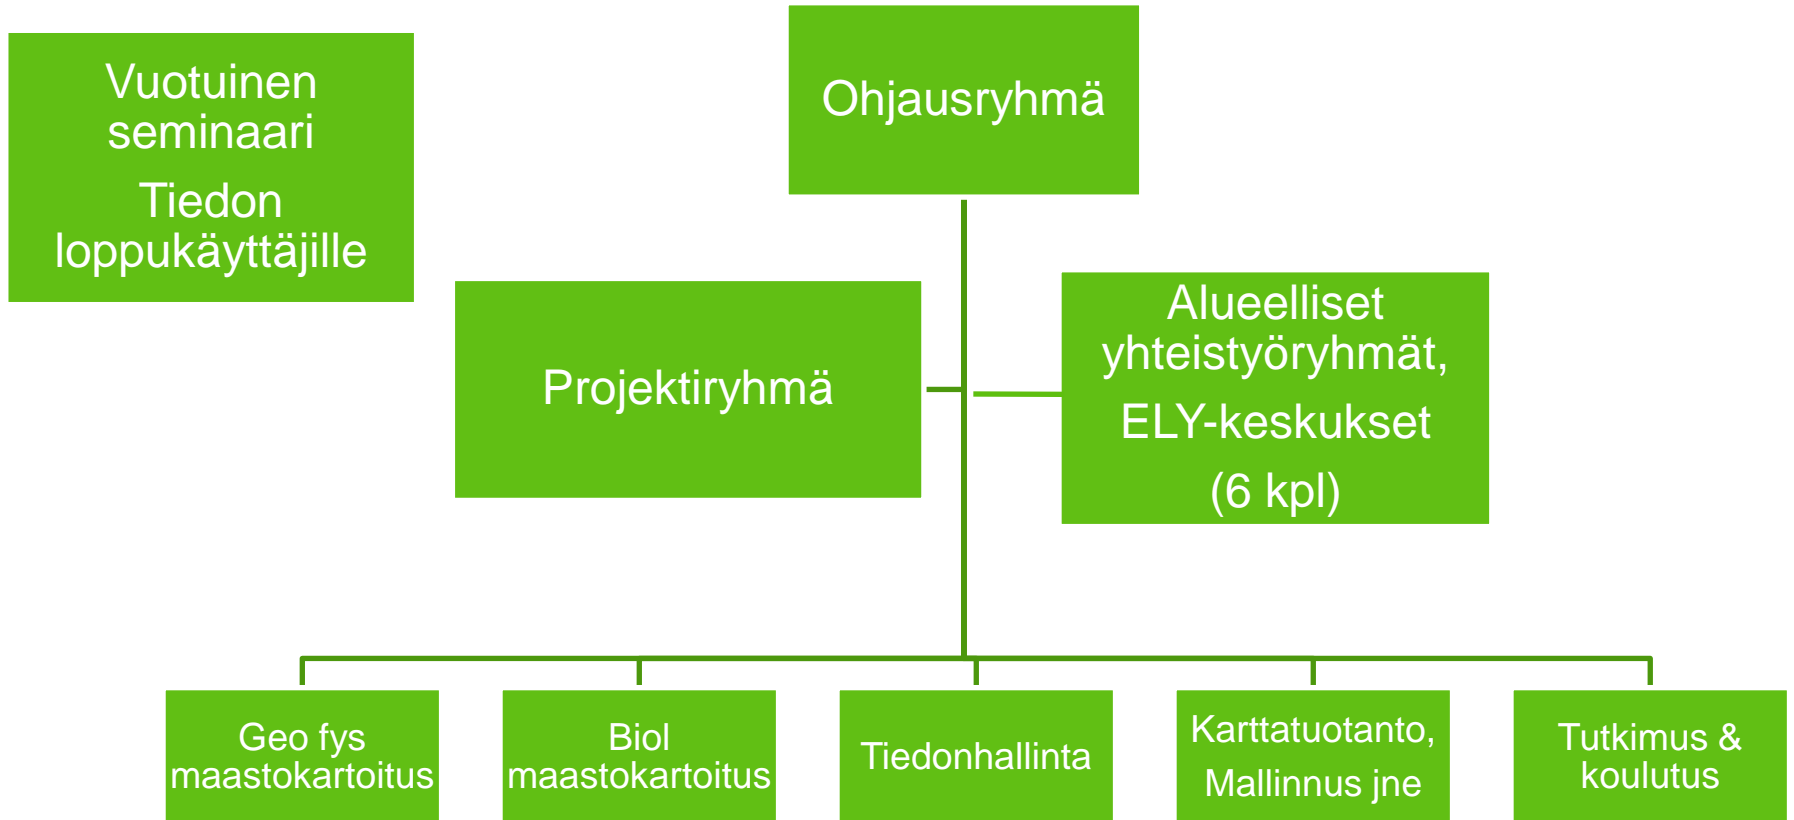 Vuotuinen
seminaari
Tiedon
loppukäyttäjille
Ohjausryhmä
Projektiryhmä
Alueelliset
yhteistyöryhmät,
ELY-keskukset
(6 kpl)
Geo fys
maastokartoitus
Biol
maastokartoitus
Tiedonhallinta
Karttatuotanto,
Mallinnus jne
Tutkimus &
koulutus